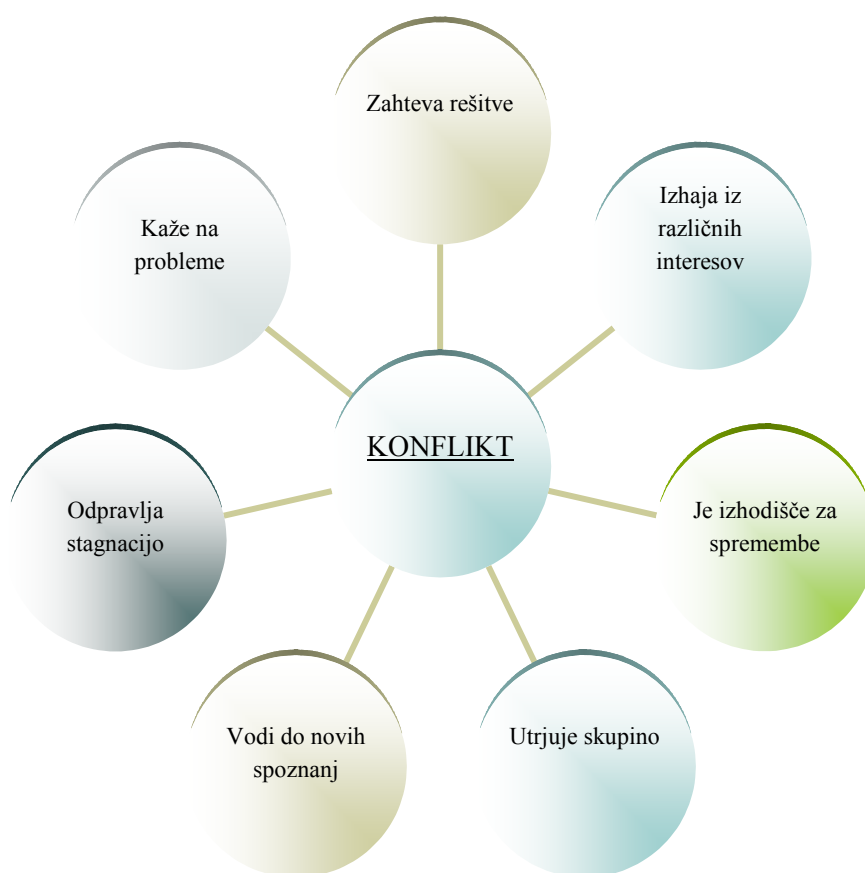 Zahteva rešitve
Izhaja iz
različnih
interesov
Kaže na
probleme
KONFLIKT
Odpravlja
stagnacijo
Je izhodišče za
spremembe
Vodi do novih
spoznanj
Utrjuje skupino